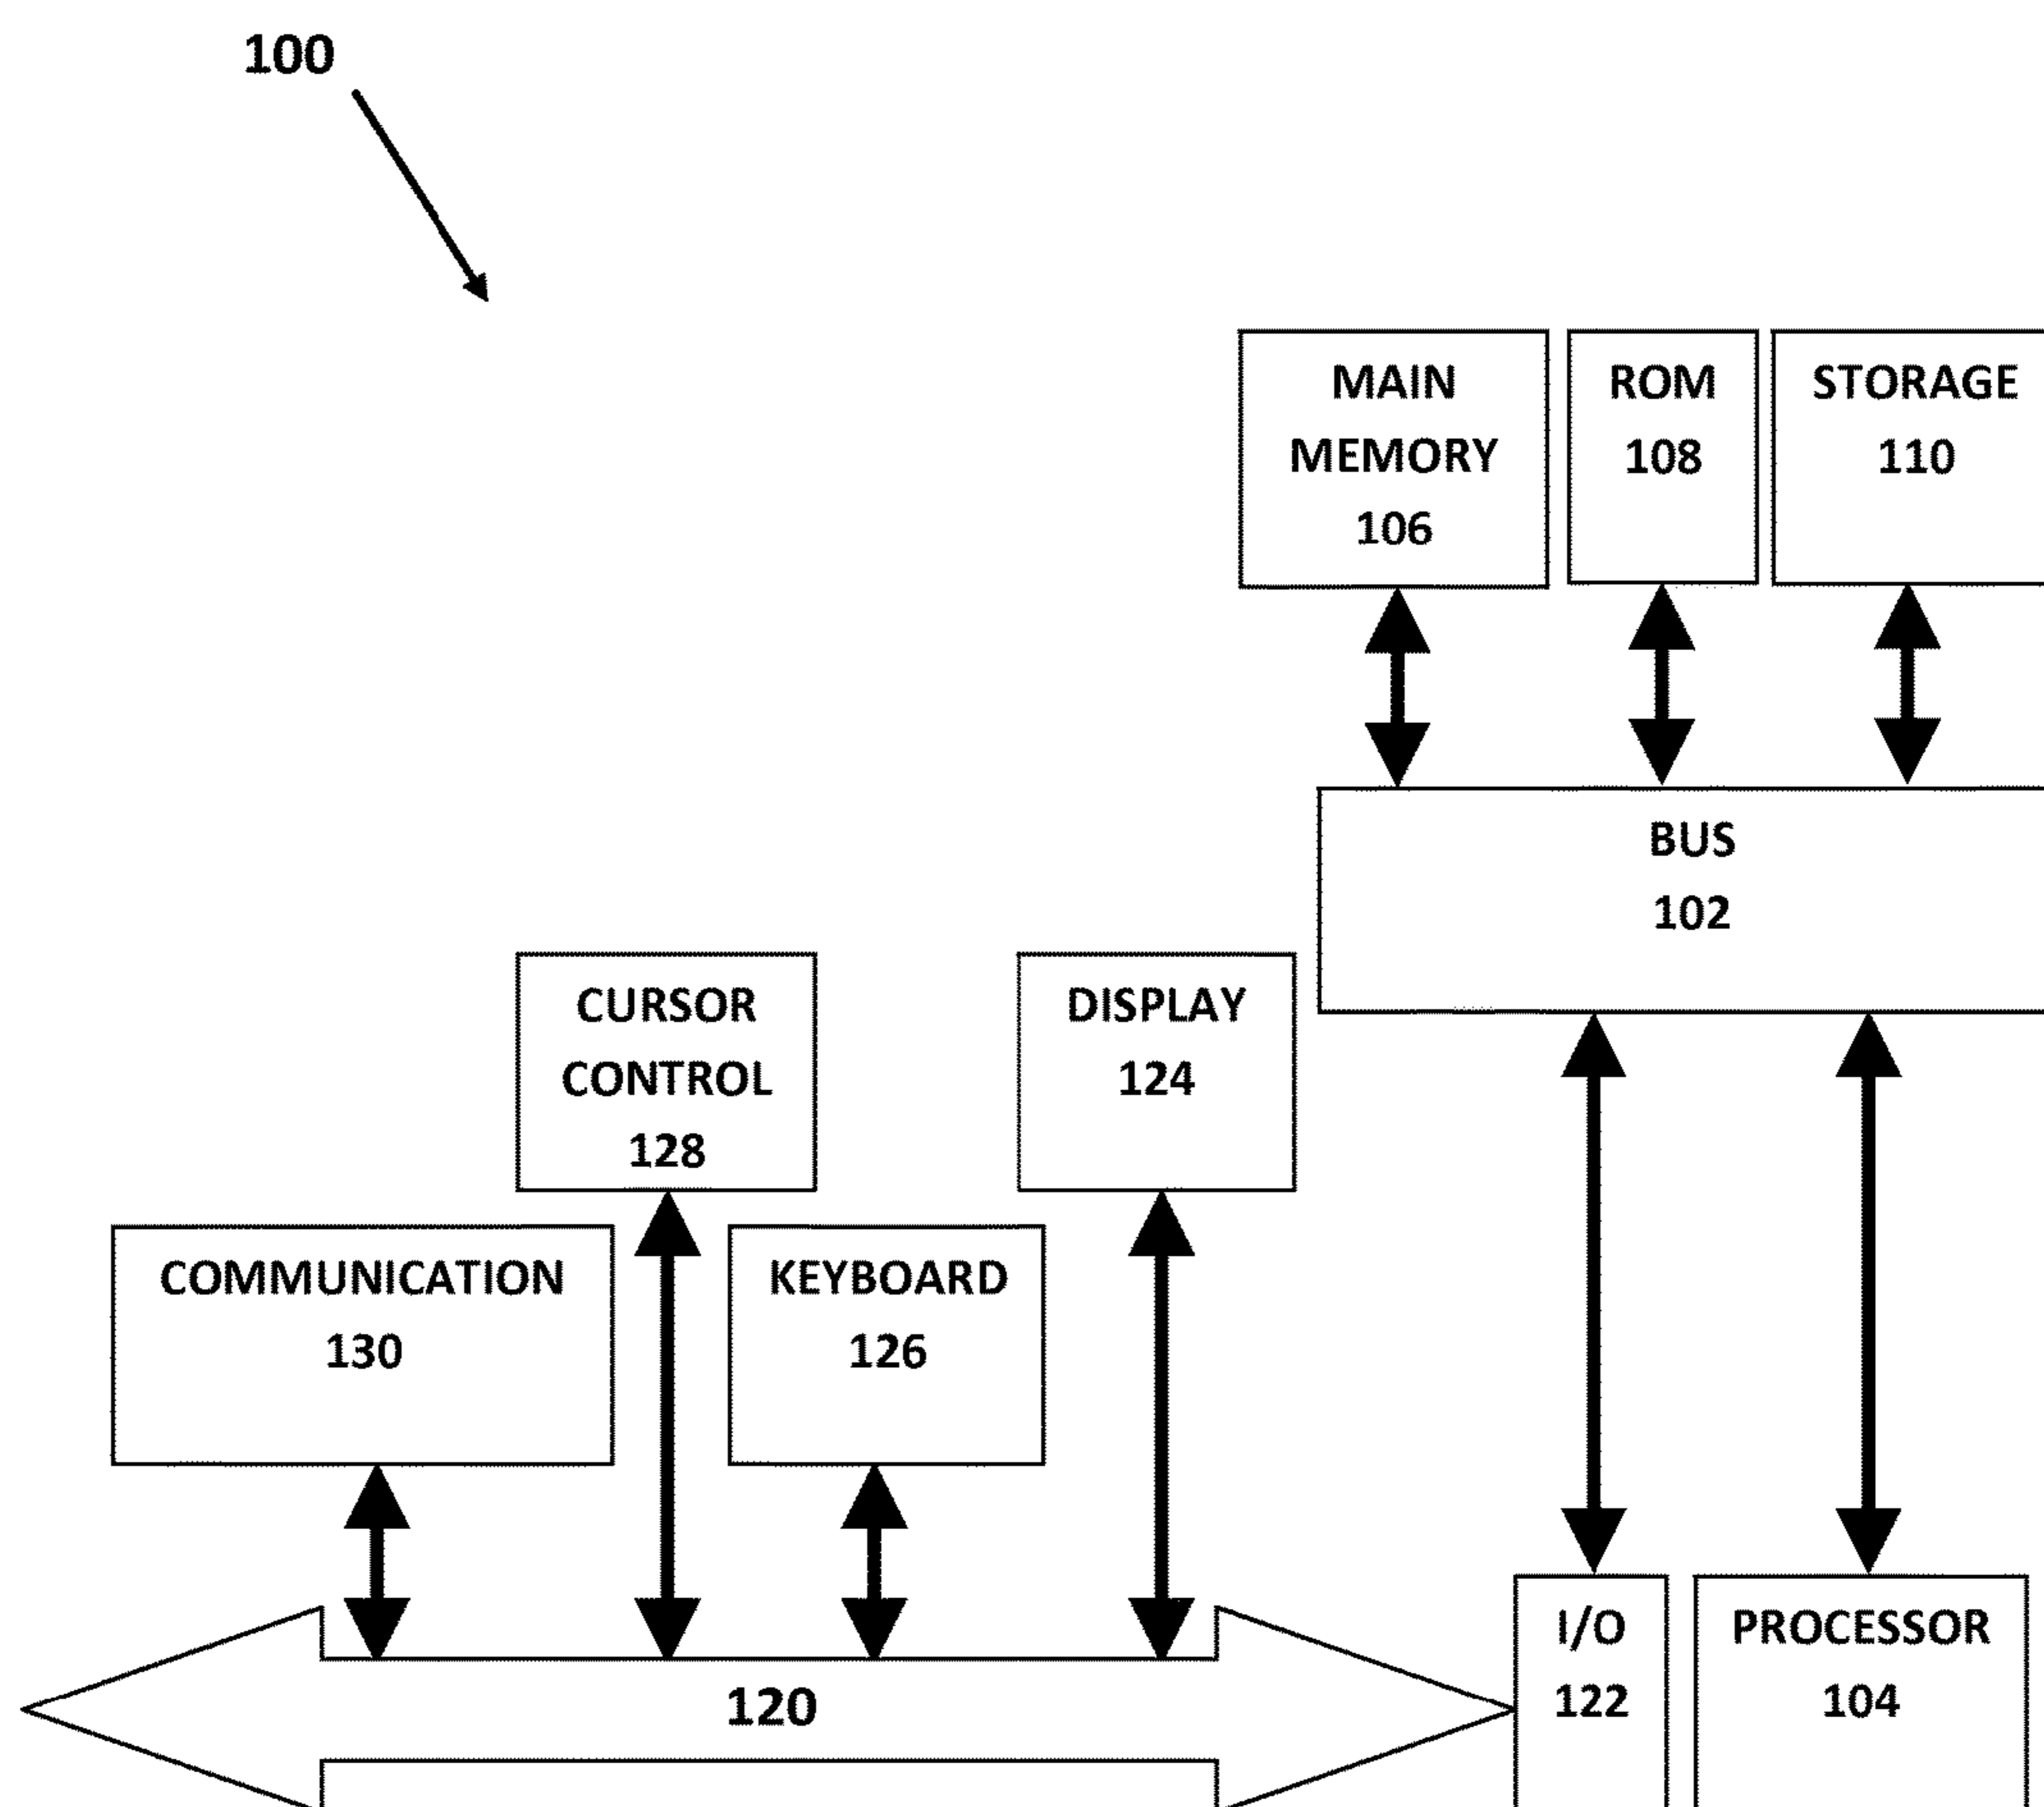 100
MAIN
MEMORY
106
ROM
108
STORAGE
110
BUS
102
CURSOR
CONTROL
128
DISPLAY
124
COMMUNICATION
130
KEYBOARD
126
120
I/O
122
PROCESSOR
104